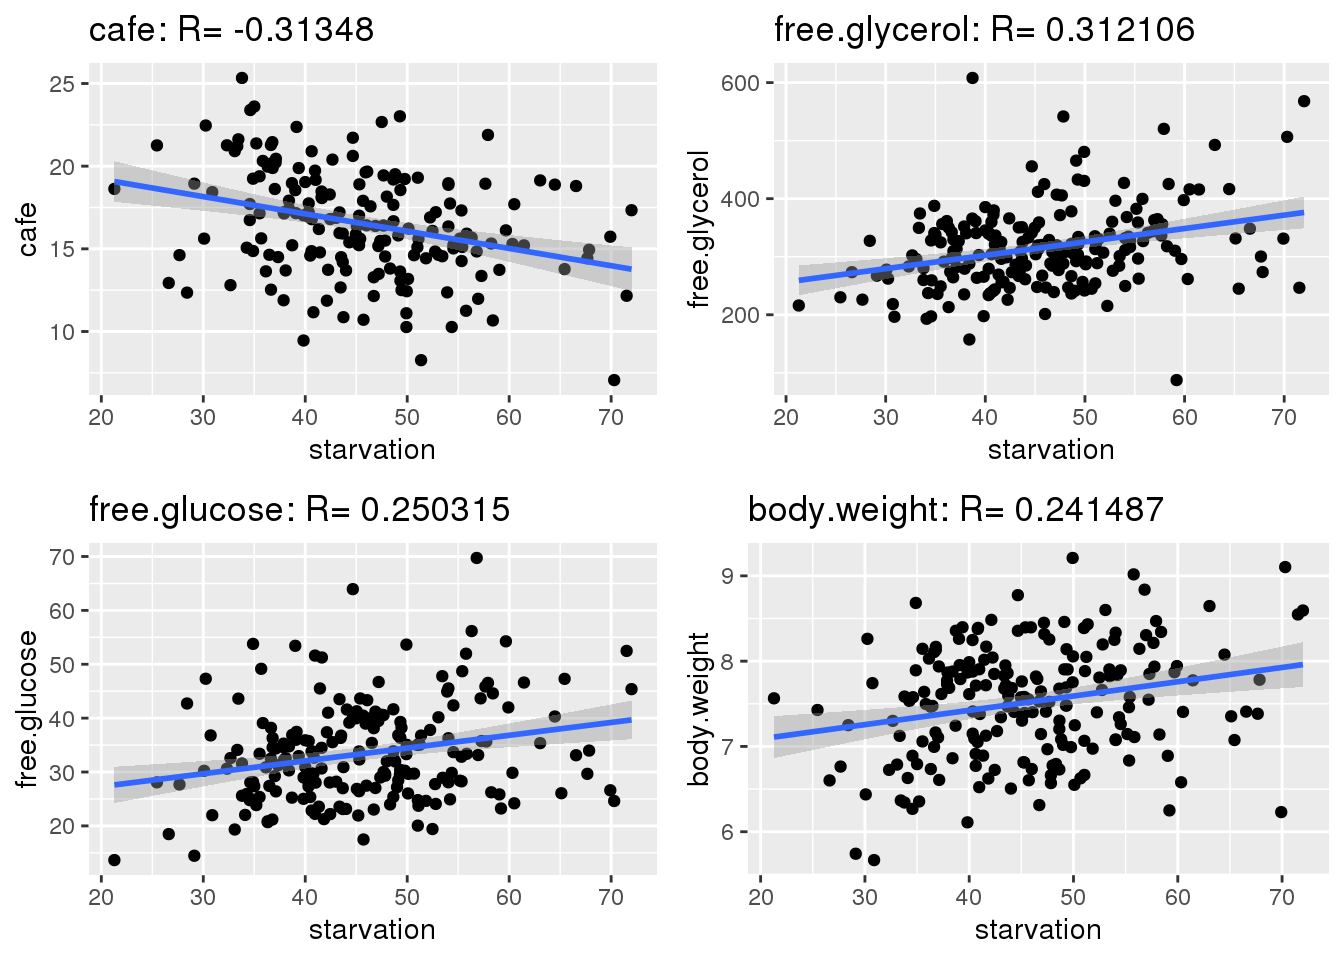 cafe: R= -0.31348
25
20
15
10
cafe
20 30 40 50 60 70
starvation
free.glycerol: R= 0.312106
600
400
200
free.glycerol
20 30 40 50 60 70
starvation
free.glucose: R= 0.250315
70
60
50
40
30
20
free.glucose
20 30 40 50 60 70
starvation
body.weight: R= 0.241487
9
8
7
6
body.weight
20 30 40 50 60 70
starvation